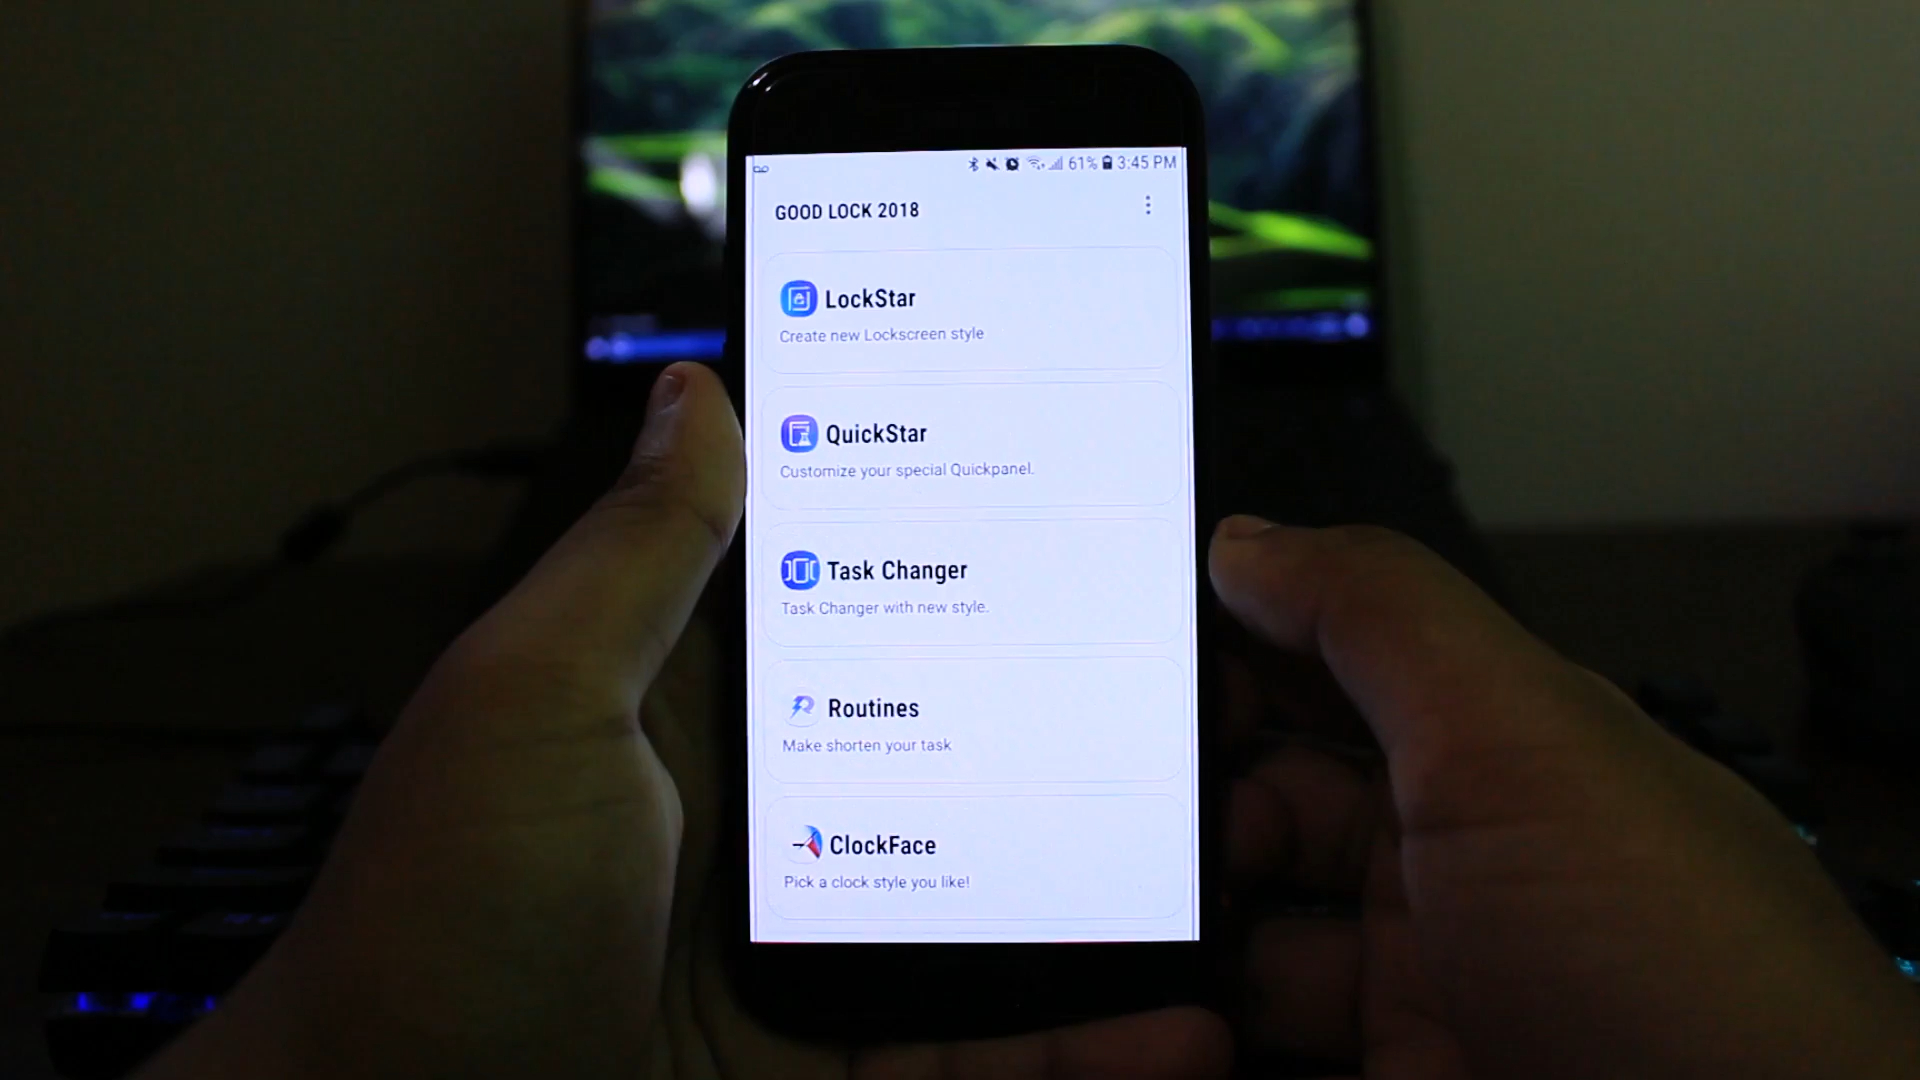 61% 3:45 PM
GOOD LOCK 2018
LockStar
Create new Lockscreen style
QuickStar
Customize your special Quickpanel.
Task Changer
Task Changer with new style.
Routines
Make shorten your task
ClockFace
Pick a clock style you like!